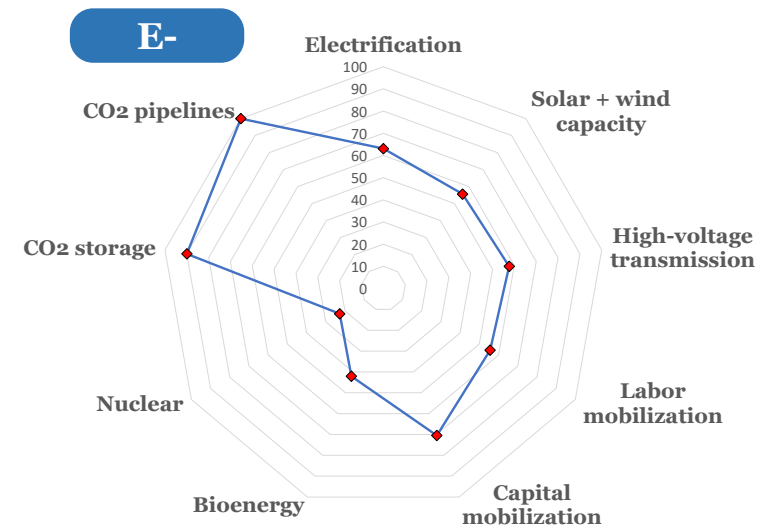 E-
Electrification
100
90
80
70
60
50
40
30
20
10
0
Solar + wind
capacity
High-voltage
transmission
Labor
mobilization
Capital
mobilization
Bioenergy
Nuclear
CO2 storage
CO2 pipelines